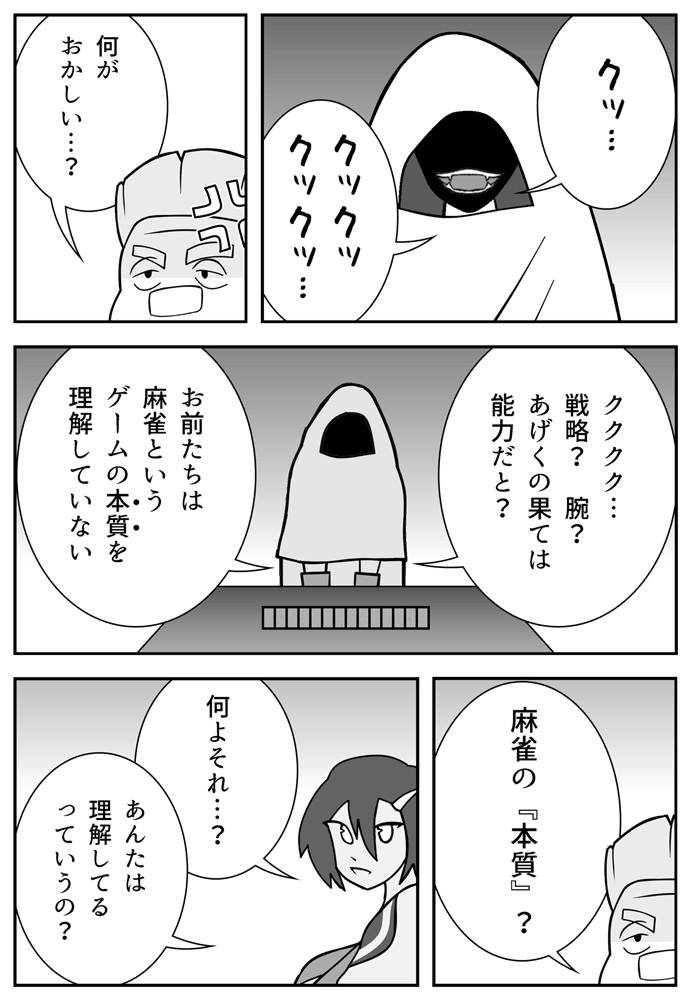 クッ…
クックッ
クックッ…
何が
おかしい…？
クククク…
戦略？　腕？
あげくの果ては
能力だと？
お前たちは
麻雀という
ゲームの本質を
理解していない
麻雀の『本質』？
何よそれ…？
あんたは
理解してる
っていうの？